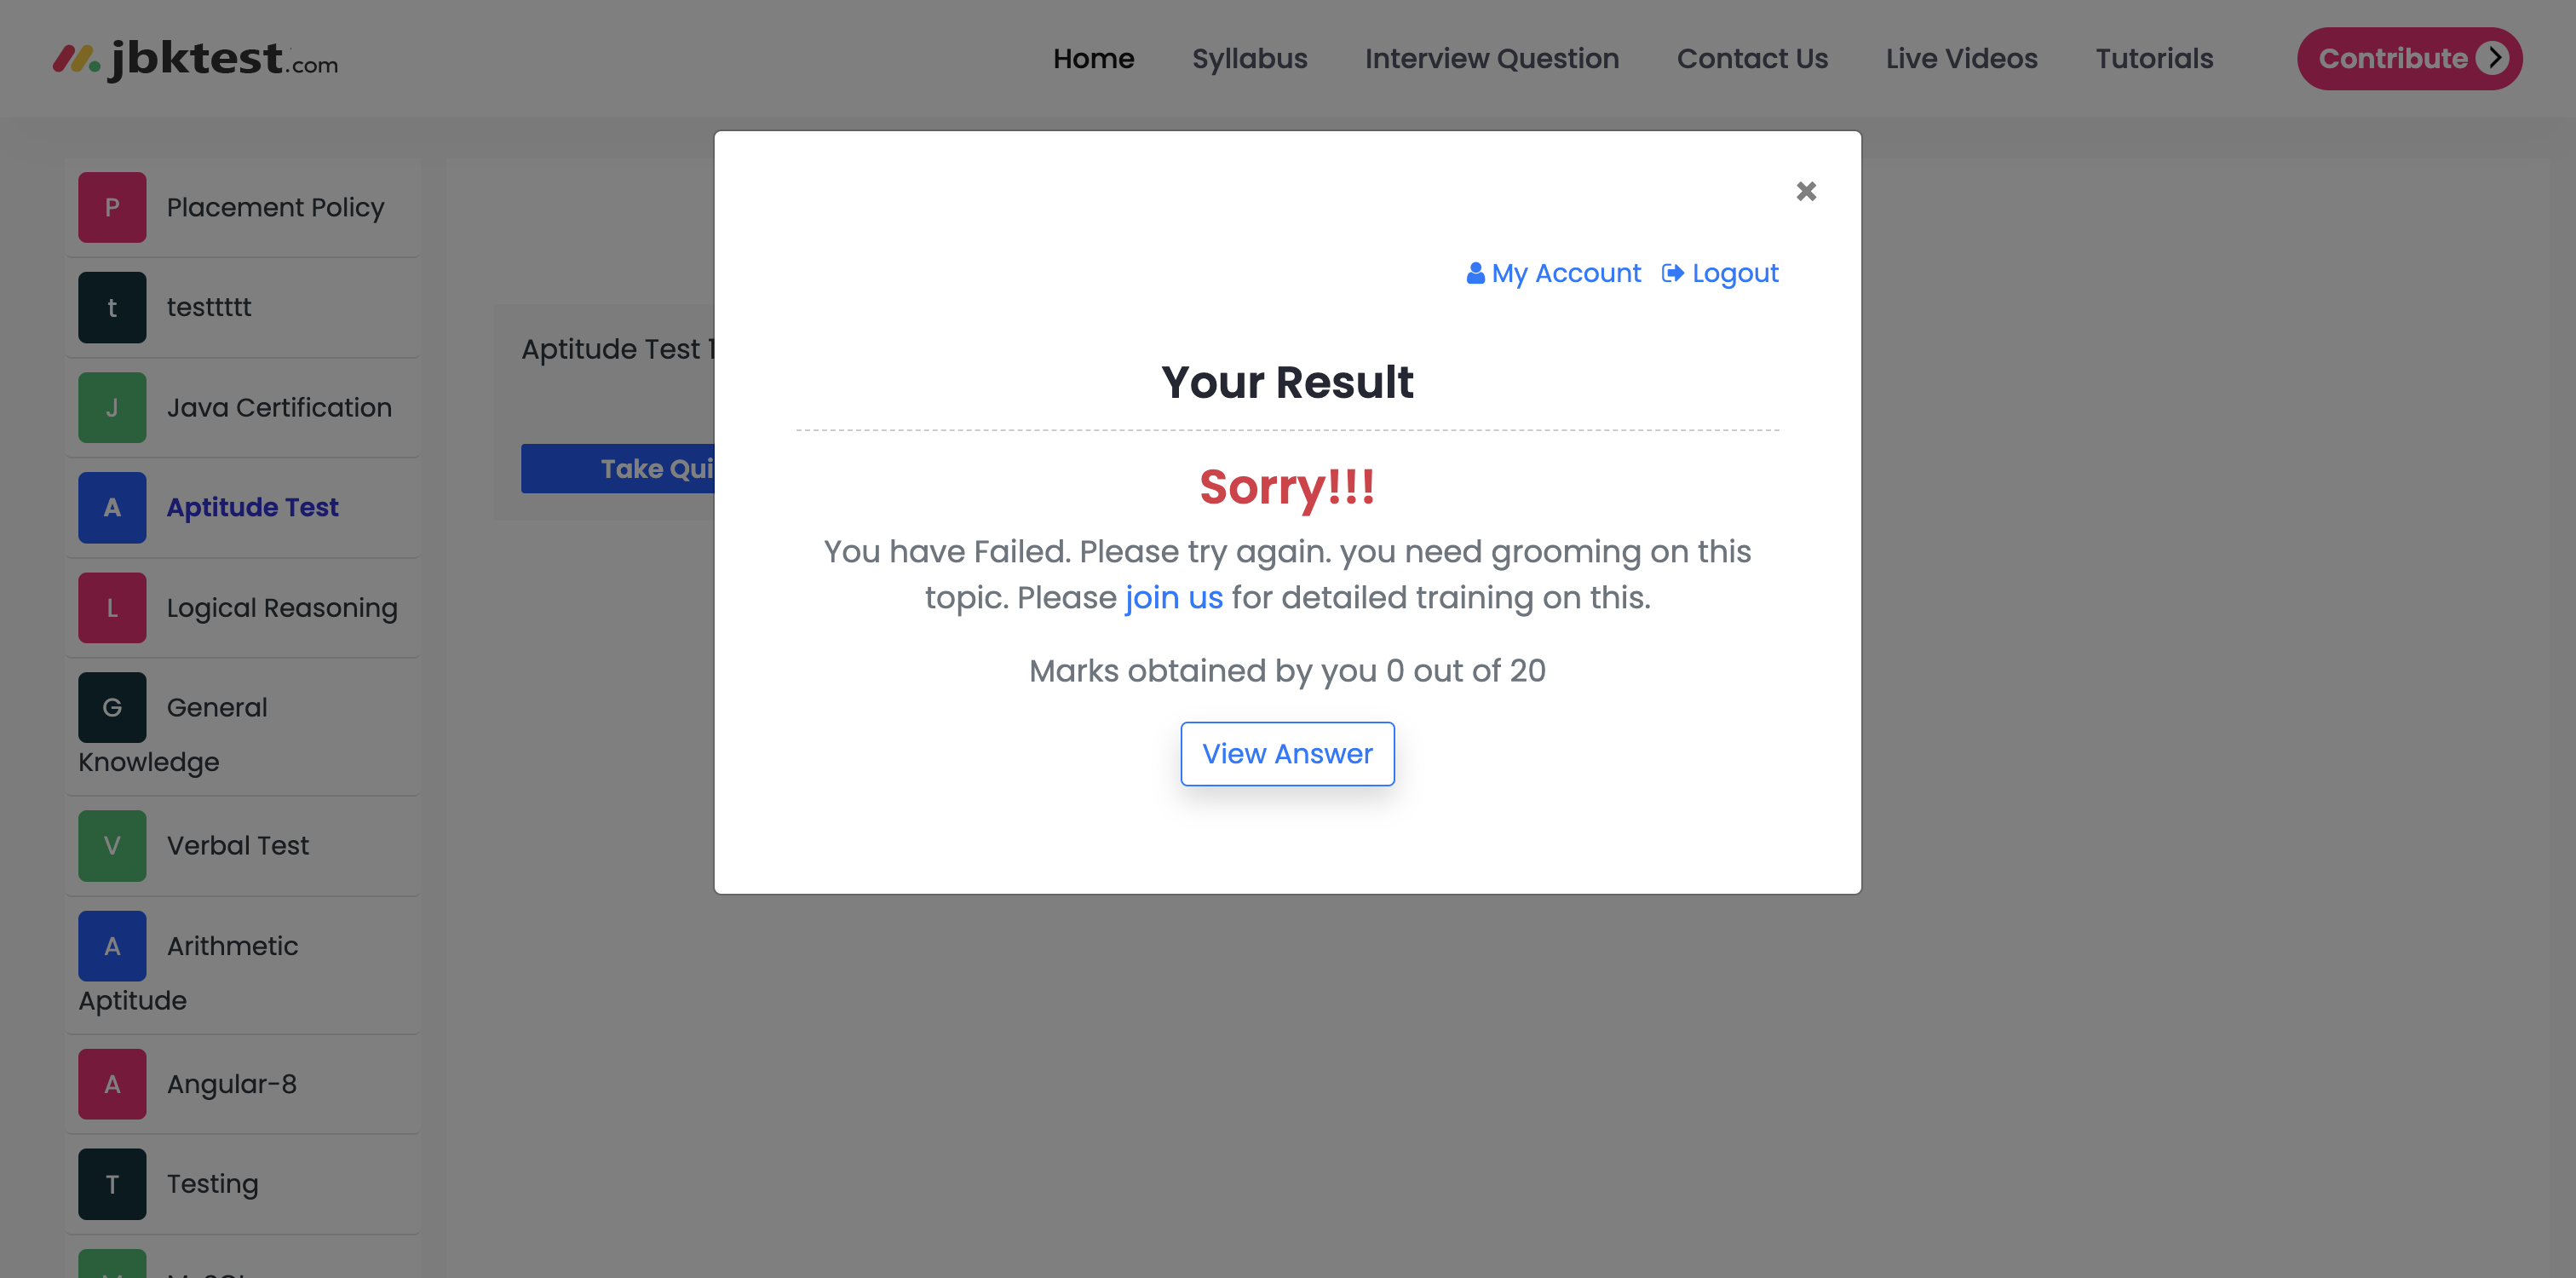 jbktest.com
Home Syllabus Interview Question Contact Us Live Videos Tutorials Contribute
P Placement Policy
t testtttt
J Java Certification
A Aptitude Test
L Logical Reasoning
G General
Knowledge
V Verbal Test
A Arithmetic
Aptitude
A Angular-8
T Testing
Aptitude Test 1
Take Qui
My Account Logout
Your Result
Sorry!!!
You have Failed. Please try again. you need grooming on this
topic. Please join us for detailed training on this.
Marks obtained by you 0 out of 20
View Answer